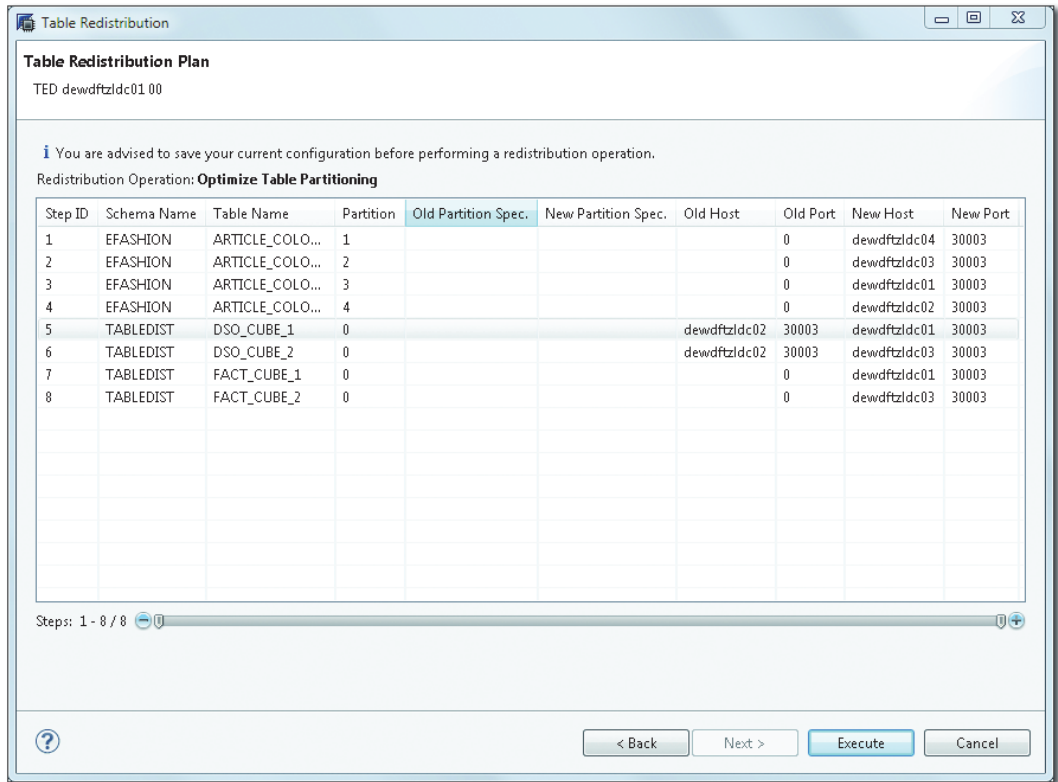 Table Redistribution
Table Redistribution Plan
TED dewdftzldc01 00
i You are advised to save your current configuration before performing a redistribution operation.
Redistribution Operation: Optimize Table Partitioning
Step ID Schema Name Table Name Partition Old Partition Spec. New Partition Spec. Old Host Old Port New Host New Port
1 EFASHION ARTICLE_COLO... 1 0 dewdftzldc04 30003
2 EFASHION ARTICLE_COLO... 2 0 dewdftzldc03 30003
3 EFASHION ARTICLE_COLO... 3 0 dewdftzldc01 30003
4 EFASHION ARTICLE_COLO... 4 0 dewdftzldc02 30003
5 TABLEDIST DSO_CUBE_1 0 dewdftzldc02 30003 dewdftzldc01 30003
6 TABLEDIST DSO_CUBE_2 0 dewdftzldc02 30003 dewdftzldc03 30003
7 TABLEDIST FACT_CUBE_1 0 0 dewdftzldc01 30003
8 TABLEDIST FACT_CUBE_2 0 0 dewdftzldc03 30003
Steps: 1 - 8 / 8
? < Back Next > Execute Cancel